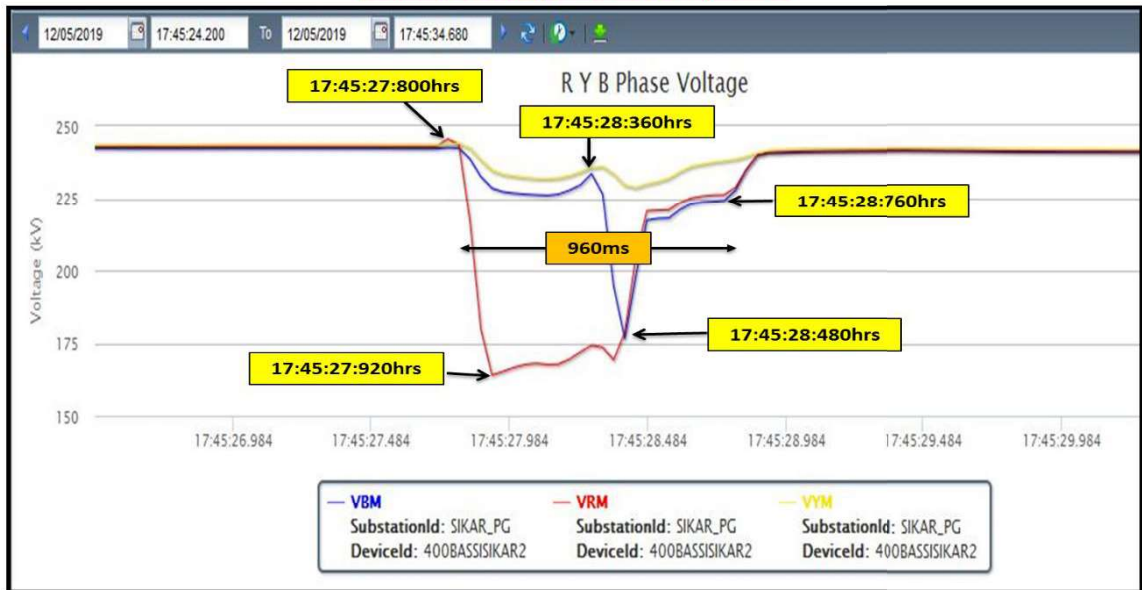 12/05/2019 17:45:24.200 To 12/05/2019 17:45:34.680
R Y B Phase Voltage
17:45:27:800hrs
17:45:28:360hrs
250
225
17:45:28:760hrs
960ms
200
Voltage (kV)
175
17:45:28:480hrs
17:45:27:920hrs
150
17:45:26.984 17:45:27.484 17:45:27.984 17:45:28.484 17:45:28.984 17:45:29.484 17:45:29.984
VBM VRM VYM
SubstationId: SIKAR_PG SubstationId: SIKAR_PG SubstationId: SIKAR_PG
DeviceId: 400BASSISIKAR2 DeviceId: 400BASSISIKAR2 DeviceId: 400BASSISIKAR2